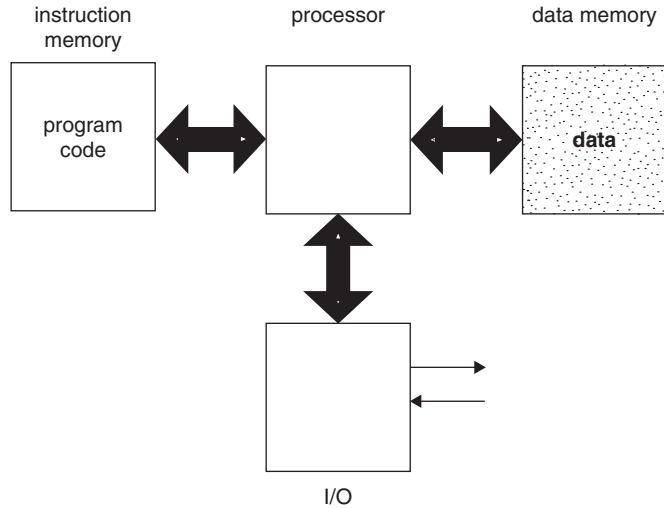 instruction
memory
processor
data memory
program
code
data
I/O